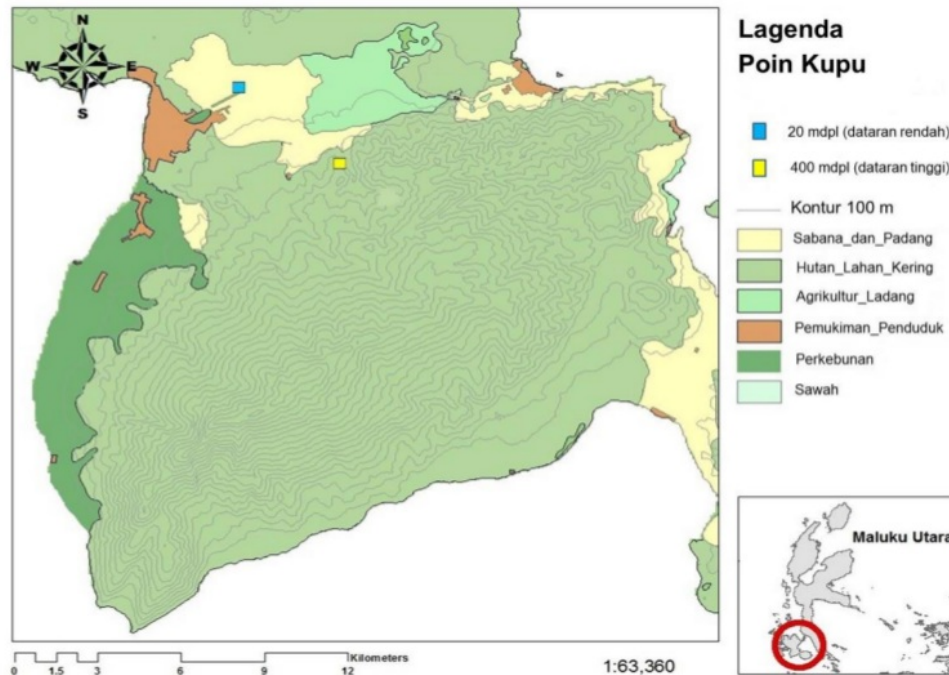 N
W E
S
Lagenda
Poin Kupu
20 mdpl (dataran rendah)
400 mdpl (dataran tinggi)
Kontur 100 m
Sabana_dan_Padang
Hutan_Lahan_Kering
Agrikultur_Ladang
Pemukiman_Penduduk
Perkebunan
Sawah
Maluku Utara
Kilometers
0 1.5 3 6 9 12
1:63,360